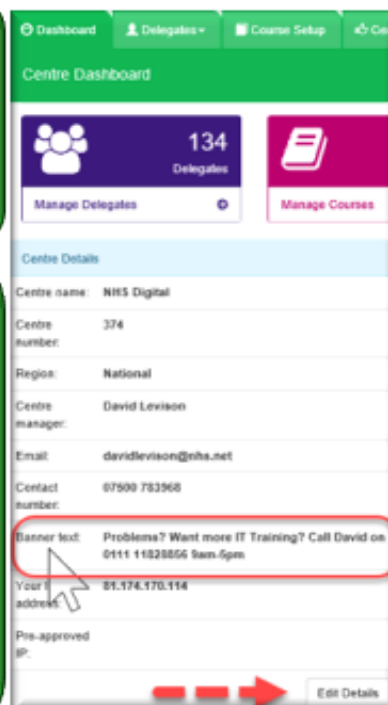 Dashboard Delegates Course Setup Ce
Centre Dashboard
134
Delegates
Manage Delegates
Manage Courses
Centre Details
Centre name: NHS Digital
Centre number: 374
Region: National
Centre manager: David Levison
Email: davidlevison@nhs.net
Contact number: 07500 783968
Banner text: Problems? Want more IT Training? Call David on
0111 11828856 9am-5pm
Your I
address: 81.174.170.114
Pre-approved
IP:
Edit Details